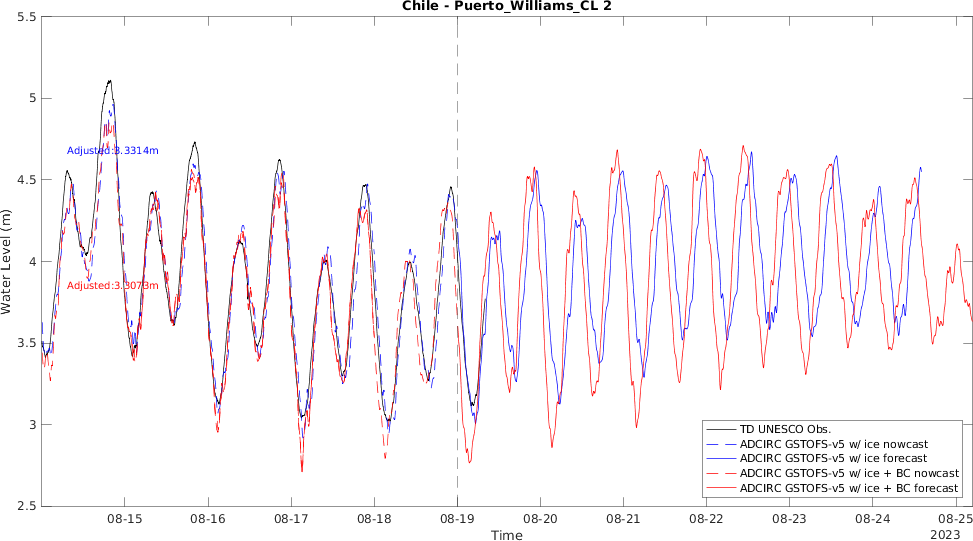 Chile - Puerto_Williams_CL 2
5.5
5
4.5
4
3.5
3
2.5
Water Level (m)
Adjusted:3.3314m
Adjusted:3.3073m
TD UNESCO Obs.
ADCIRC GSTOFS-v5 w/ ice nowcast
ADCIRC GSTOFS-v5 w/ ice forecast
ADCIRC GSTOFS-v5 w/ ice + BC nowcast
ADCIRC GSTOFS-v5 w/ ice + BC forecast
08-15 08-16 08-17 08-18 08-19 08-20 08-21 08-22 08-23 08-24 08-25
Time
2023